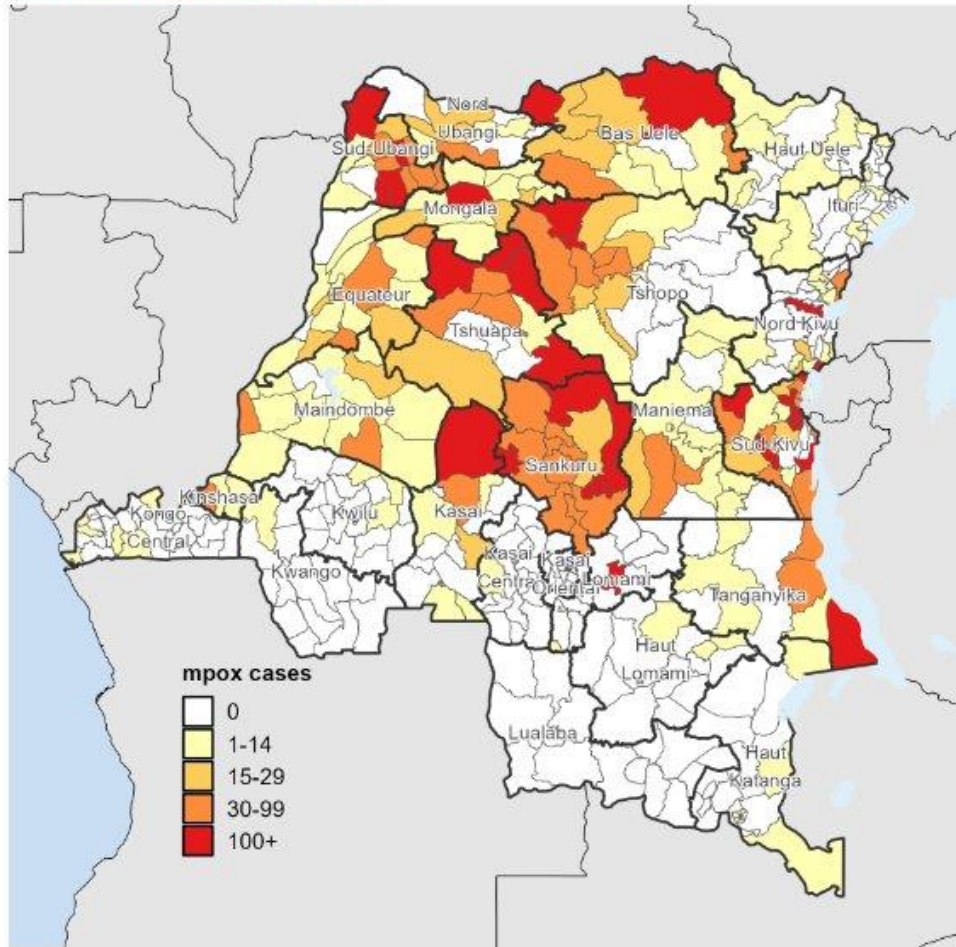 Nord
Ubangi
Sud-Ubangi
Bas Uele
Haut Uele
Ituri
Mongala
Equateur
Tshopo
Tshuapa
Nord Kivu
Maindombe
Maniema
Sud-Kivu
Sankuru
Kinshasa
Kongo
Central
Kwilu
Kasai
Kwango
Kasai
Central
Kasai
Oriental
Lomami
Tanganyika
Haut
Lomami
Lualaba
Haut
Katanga
mpox cases
0
1-14
15-29
30-99
100+